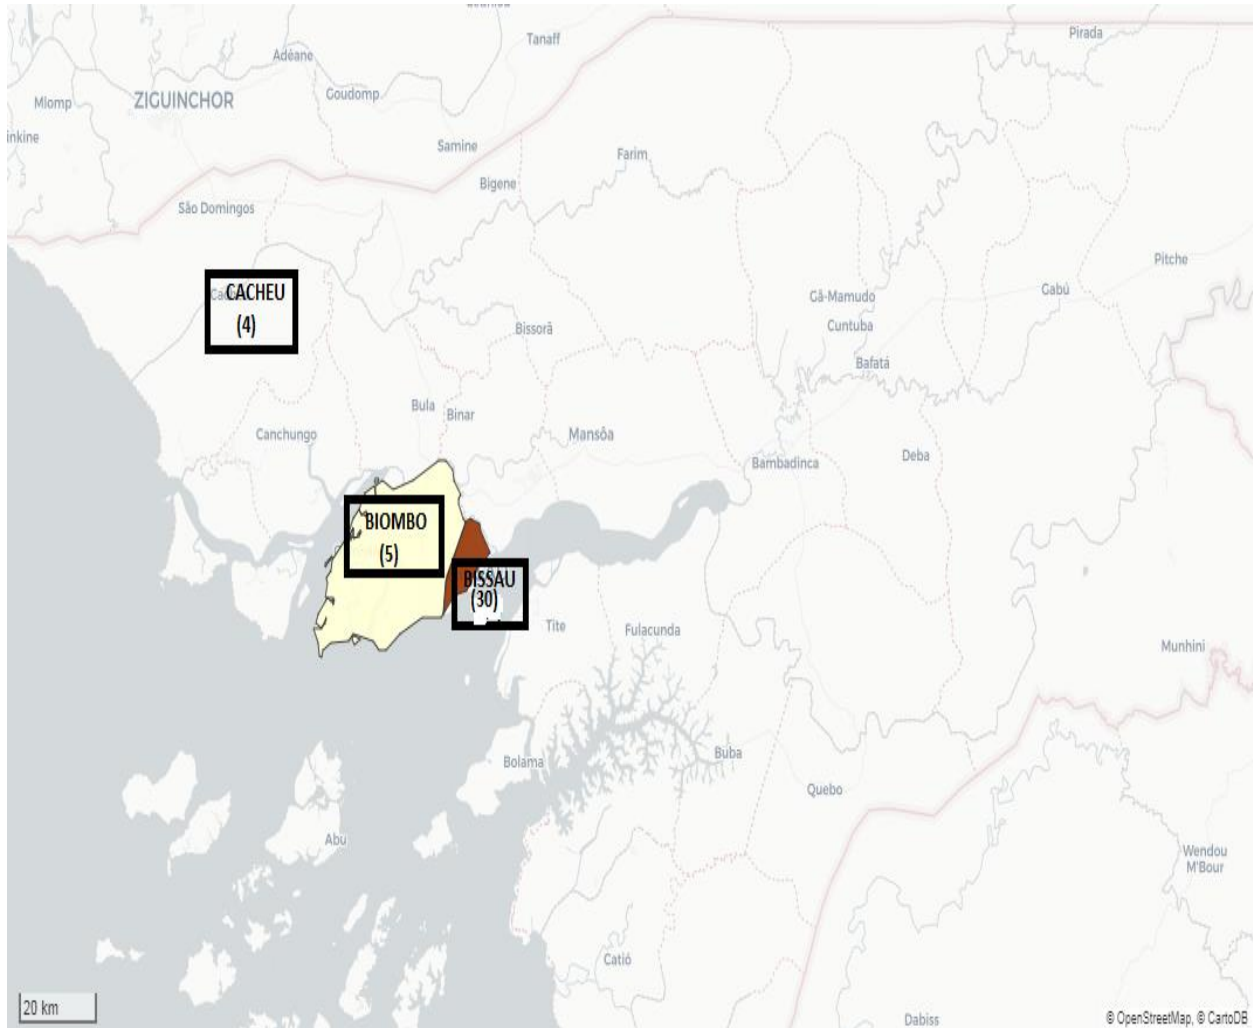 Tanaff
Pirada
Adéane
Mlomp
ZIGUINCHOR
Goudomp
inkine
Samine
Farim
Bigene
São Domingos
Pitche
CACHEU
(4)
Gabú
Gã-Mamudo
Cuntuba
Bissorã
Bafatá
Bula
Binar
Canchungo
Mansôa
Deba
Bambadinca
BIOMBO
(5)
BISSAU
(30)
Tite
Fulacunda
Munhini
Buba
Bolama
Quebo
Abu
Wendou
M'Bour
Catió
20 km
Dabiss
© OpenStreetMap, © CartoDB